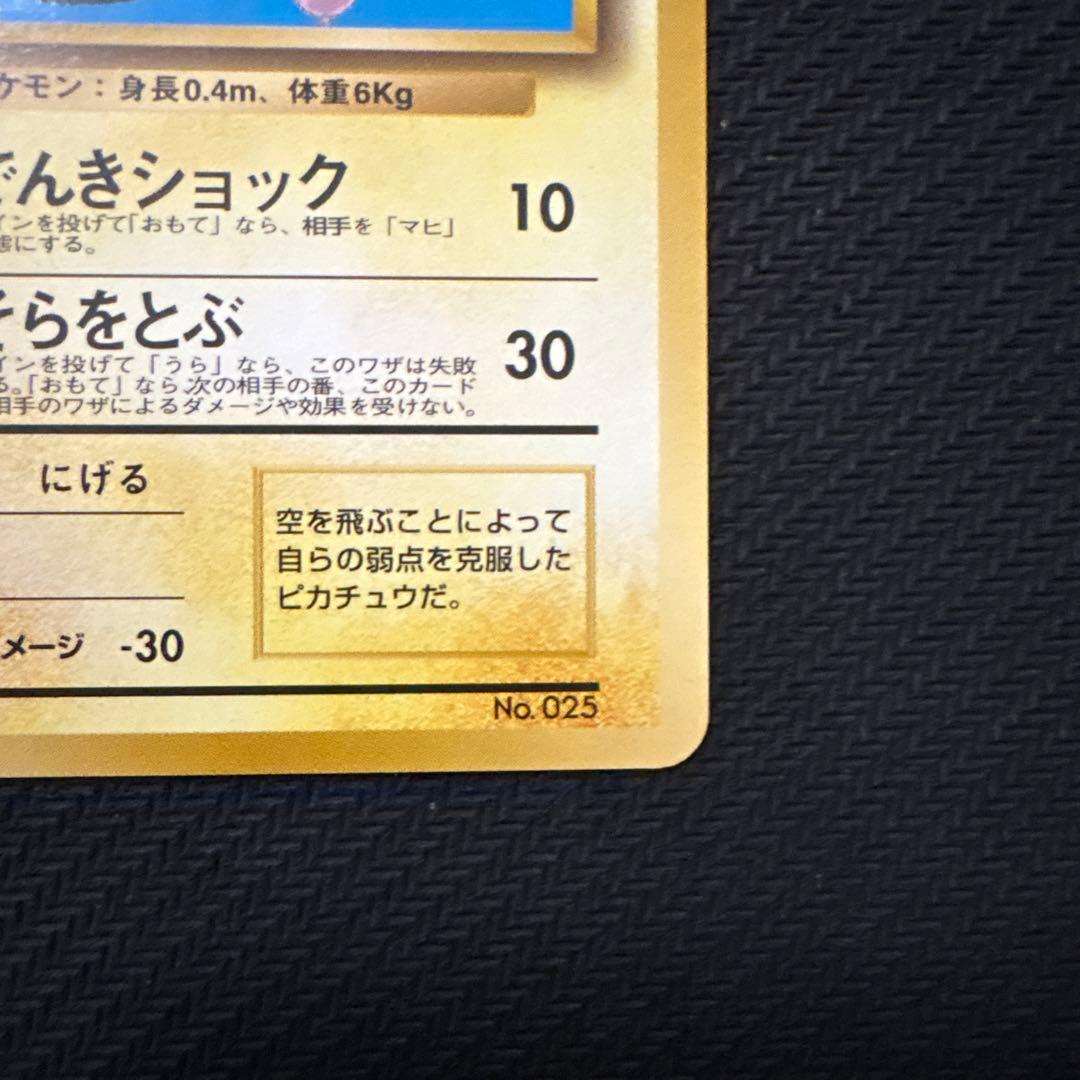 ケモン：身長0.4m、体重6Kg
でんきショック 10
インを投げて「おもて」なら、相手を「マヒ」
態にする。
そらをとぶ 30
インを投げて「うら」なら、このワザは失敗
る。「おもて」なら、次の相手の番、このカード
相手のワザによるダメージや効果を受けない。
にげる
空を飛ぶことによって
自らの弱点を克服した
ピカチュウだ。
メージ -30
No. 025